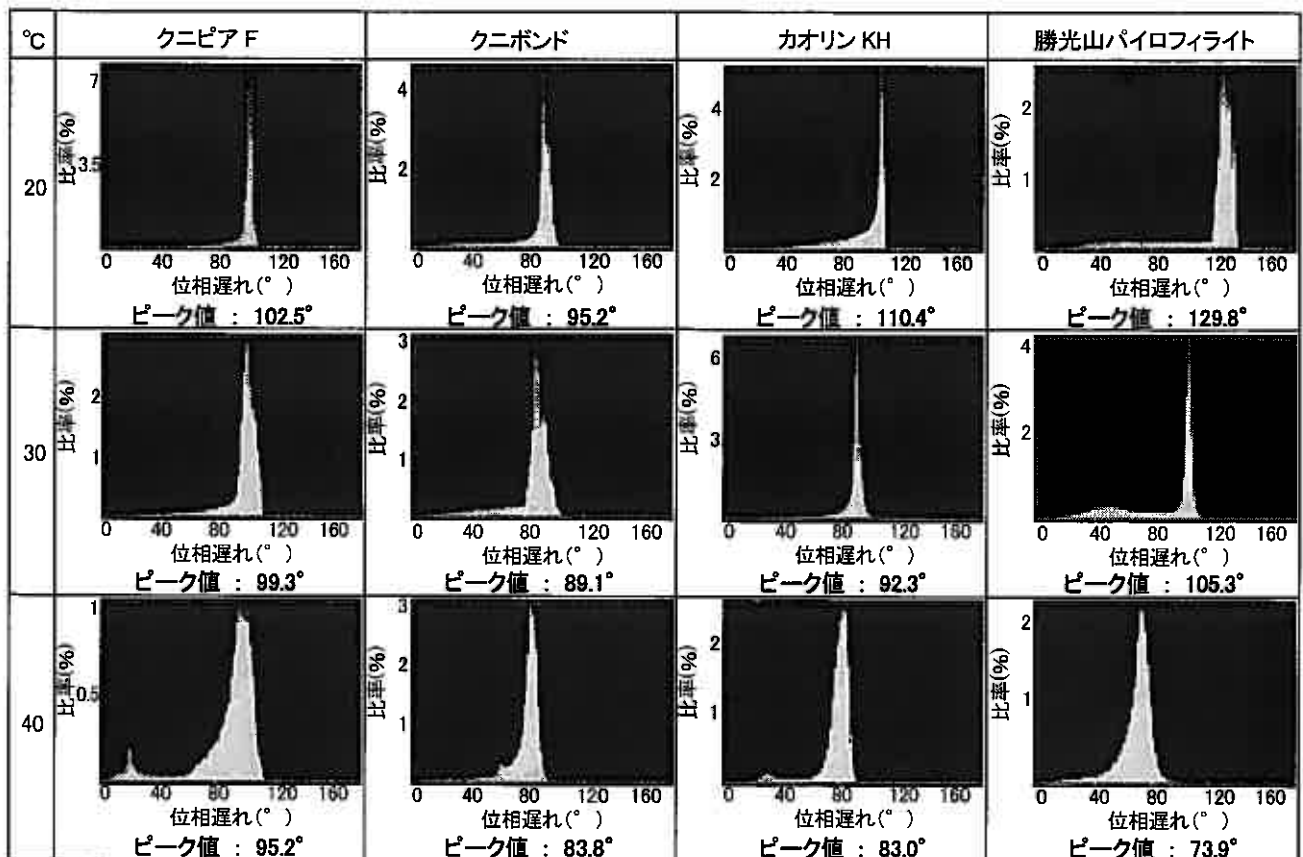 ℃ クニピア F クニボンド カオリン KH 勝光山パイロフィライト
20
比率(%)
7
3.5
0 40 80 120 160
位相遅れ(° )
ピーク値 : 102.5°
比率(%)
4
2
0 40 80 120 160
位相遅れ(° )
ピーク値 : 95.2°
比率(%)
4
2
0 40 80 120 160
位相遅れ(° )
ピーク値 : 110.4°
比率(%)
2
1
0 40 80 120 160
位相遅れ(° )
ピーク値 : 129.8°
30
比率(%)
2
1
0 40 80 120 160
位相遅れ(° )
ピーク値 : 99.3°
比率(%)
3
2
1
0 40 80 120 160
位相遅れ(° )
ピーク値 : 89.1°
比率(%)
6
3
0 40 80 120 160
位相遅れ(° )
ピーク値 : 92.3°
比率(%)
4
2
0 40 80 120 160
位相遅れ(° )
ピーク値 : 105.3°
40
比率(%)
1
0.5
0 40 80 120 160
位相遅れ(° )
ピーク値 : 95.2°
比率(%)
3
2
1
0 40 80 120 160
位相遅れ(° )
ピーク値 : 83.8°
比率(%)
2
1
0 40 80 120 160
位相遅れ(° )
ピーク値 : 83.0°
比率(%)
2
1
0 40 80 120 160
位相遅れ(° )
ピーク値 : 73.9°